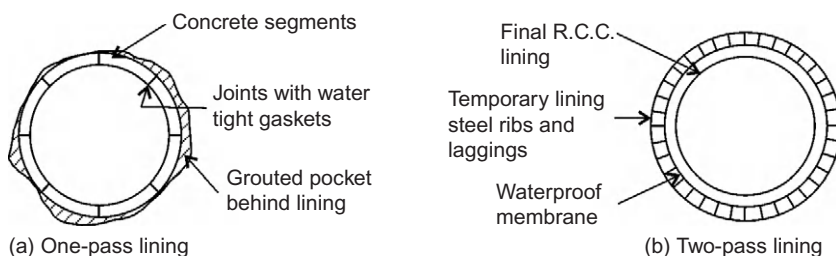 Concrete segments
Joints with water
tight gaskets
Grouted pocket
behind lining
(a) One-pass lining
Final R.C.C.
lining
Temporary lining
steel ribs and
laggings
Waterproof
membrane
(b) Two-pass lining